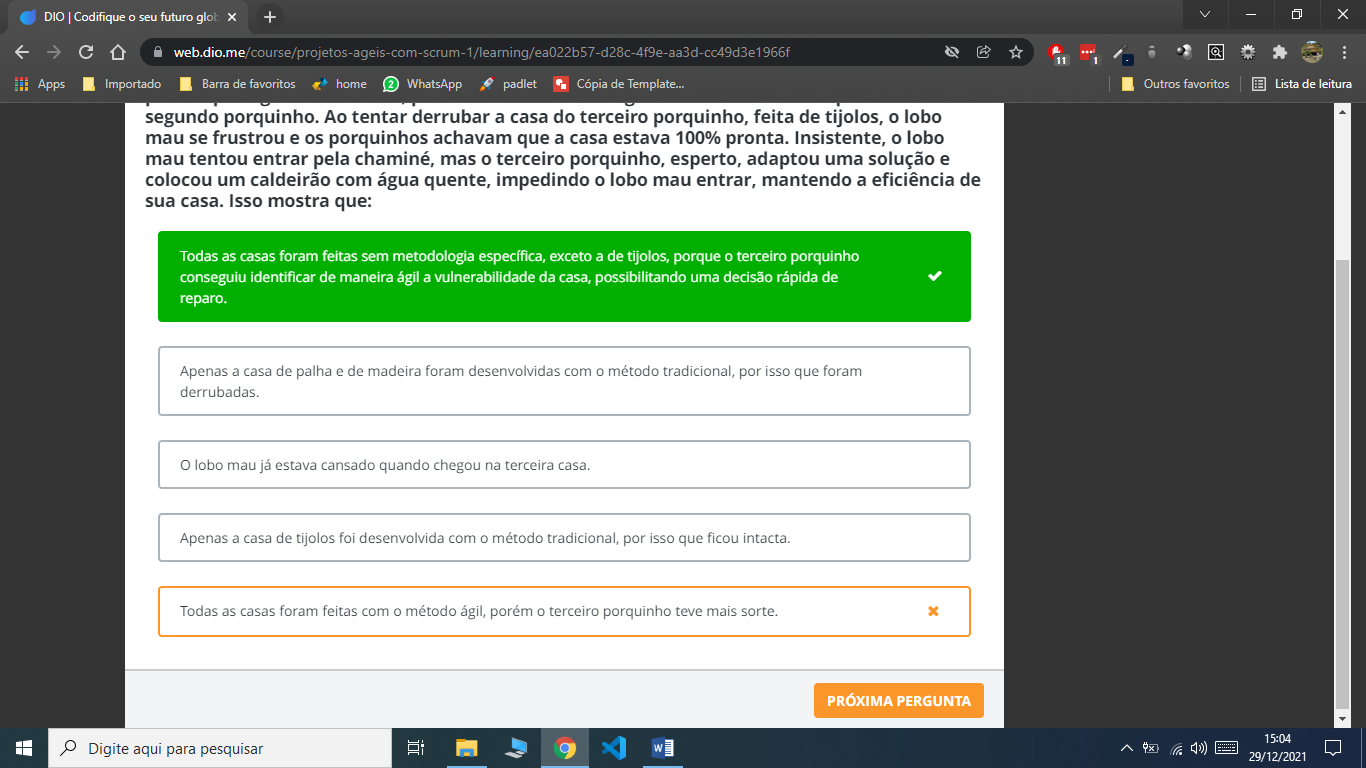 DIO | Codifique o seu futuro glob
web.dio.me/course/projetos-ageis-com-scrum-1/learning/ea022b57-d28c-4f9e-aa3d-cc49d3e1966f
11
1
Apps
Importado
Barra de favoritos
home
2
WhatsApp
padlet
Cópia de Template...
Outros favoritos
Lista de leitura
segundo porquinho. Ao tentar derrubar a casa do terceiro porquinho, feita de tijolos, o lobo
mau se frustrou e os porquinhos achavam que a casa estava 100% pronta. Insistente, o lobo
mau tentou entrar pela chaminé, mas o terceiro porquinho, esperto, adaptou uma solução e
colocou um caldeirão com água quente, impedindo o lobo mau entrar, mantendo a eficiência de
sua casa. Isso mostra que:
Todas as casas foram feitas sem metodologia específica, exceto a de tijolos, porque o terceiro porquinho
conseguiu identificar de maneira ágil a vulnerabilidade da casa, possibilitando uma decisão rápida de
reparo.
Apenas a casa de palha e de madeira foram desenvolvidas com o método tradicional, por isso que foram
derrubadas.
O lobo mau já estava cansado quando chegou na terceira casa.
Apenas a casa de tijolos foi desenvolvida com o método tradicional, por isso que ficou intacta.
Todas as casas foram feitas com o método ágil, porém o terceiro porquinho teve mais sorte.
PRÓXIMA PERGUNTA
Digite aqui para pesquisar
15:04
29/12/2021